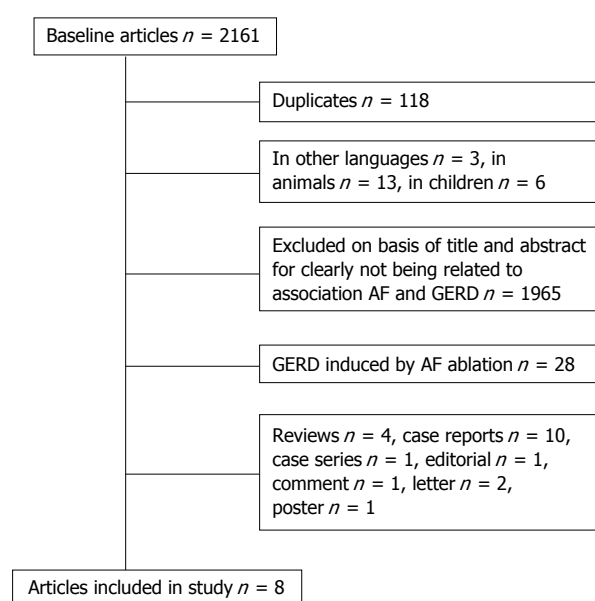 Baseline articles n = 2161
Duplicates n = 118
In other languages n = 3, in
animals n = 13, in children n = 6
Excluded on basis of title and abstract
for clearly not being related to
association AF and GERD n = 1965
GERD induced by AF ablation n = 28
Reviews n = 4, case reports n = 10,
case series n = 1, editorial n = 1,
comment n = 1, letter n = 2,
poster n = 1
Articles included in study n = 8